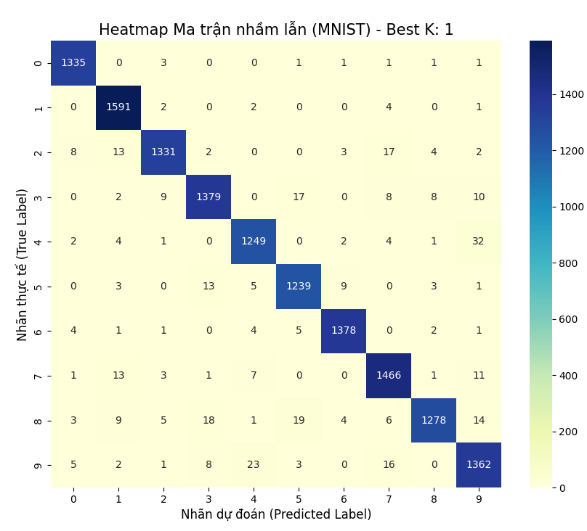 Heatmap Ma trận nhầm lẫn (MNIST) - Best K: 1
Nhãn thực tế (True Label)
0 1335 0 3 0 0 1 1 1 1 1
1 0 1591 2 0 2 0 0 4 0 1
2 8 13 1331 2 0 0 3 17 4 2
3 0 2 9 1379 0 17 0 8 8 10
4 2 4 1 0 1249 0 2 4 1 32
5 0 3 0 13 5 1239 9 0 3 1
6 4 1 1 0 4 5 1378 0 2 1
7 1 13 3 1 7 0 0 1466 1 11
8 3 9 5 18 1 19 4 6 1278 14
9 5 2 1 8 23 3 0 16 0 1362
0 1 2 3 4 5 6 7 8 9
Nhãn dự đoán (Predicted Label)
1400
1200
1000
800
600
400
200
0